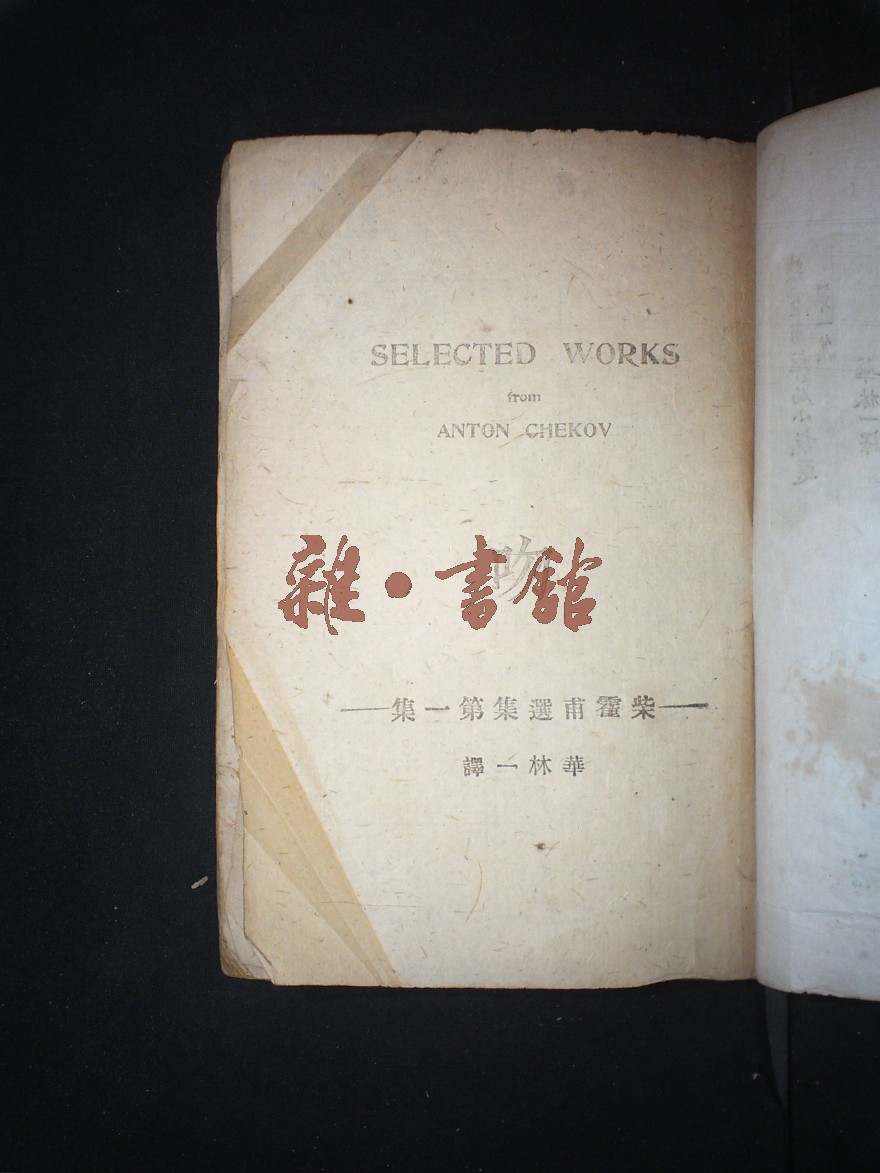 SELECTED WORKS
from
ANTON CHEKOV
吻
雜·書館
——柴霍甫選集第一集——
華林一譯